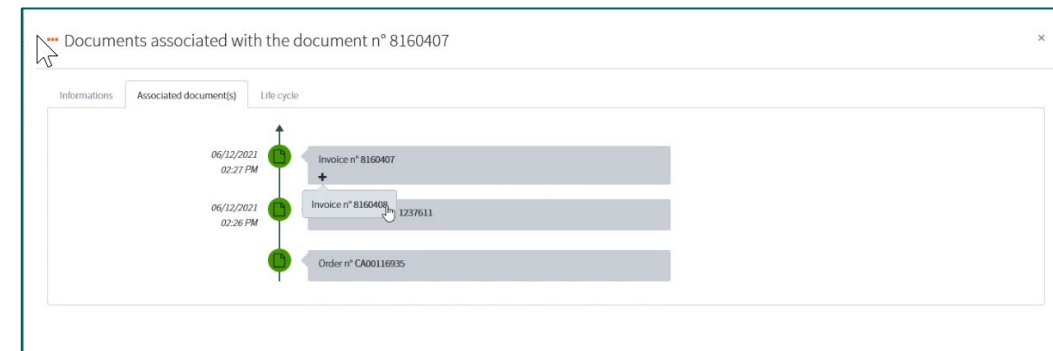 Documents associated with the document n° 8160407
×
Informations Associated document(s) Life cycle
06/12/2021
02:27 PM
Invoice n° 8160407
+
Invoice n° 8160408
06/12/2021
02:26 PM
1237611
Order n° CA00116935